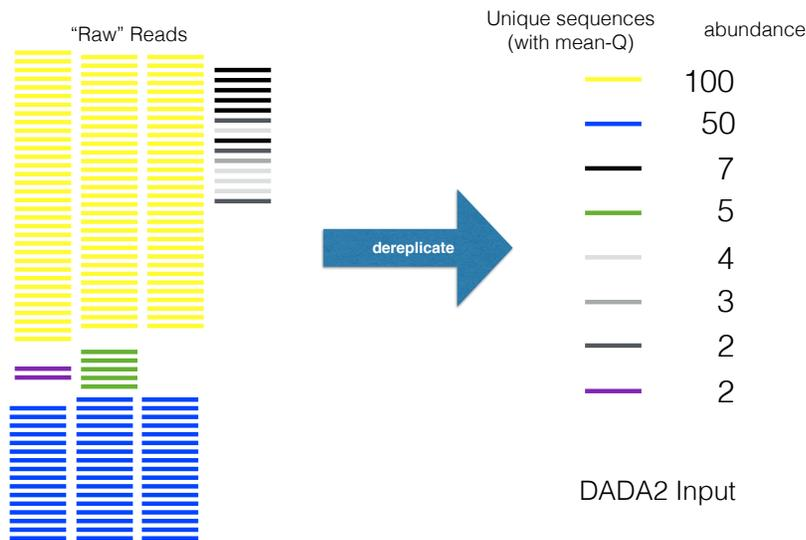 “Raw” Reads
dereplicate
Unique sequences
(with mean-Q)
abundance
100
50
7
5
4
3
2
2
DADA2 Input